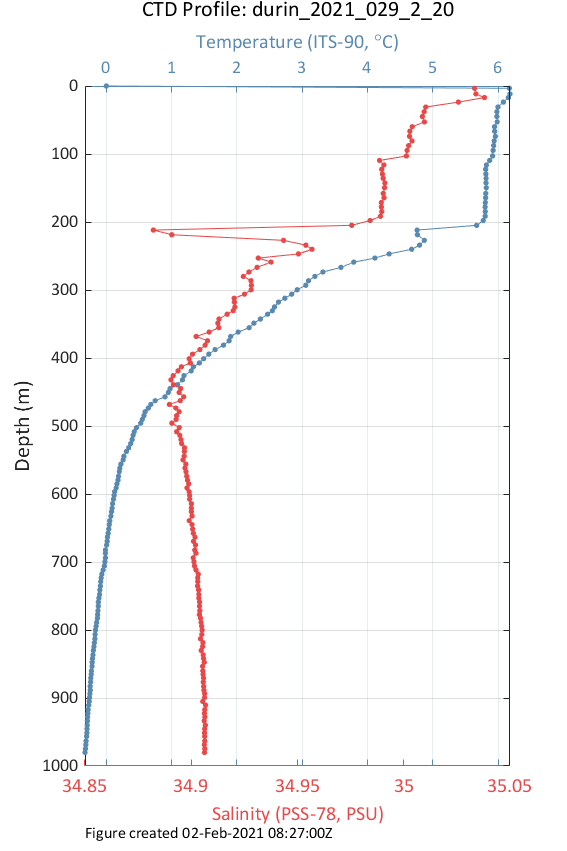 CTD Profile: durin_2021_029_2_20
Temperature (ITS-90, °C)
0 1 2 3 4 5 6
0
100
200
300
400
500
600
700
800
900
1000
Depth (m)
34.85 34.9 34.95 35 35.05
Salinity (PSS-78, PSU)
Figure created 02-Feb-2021 08:27:00Z